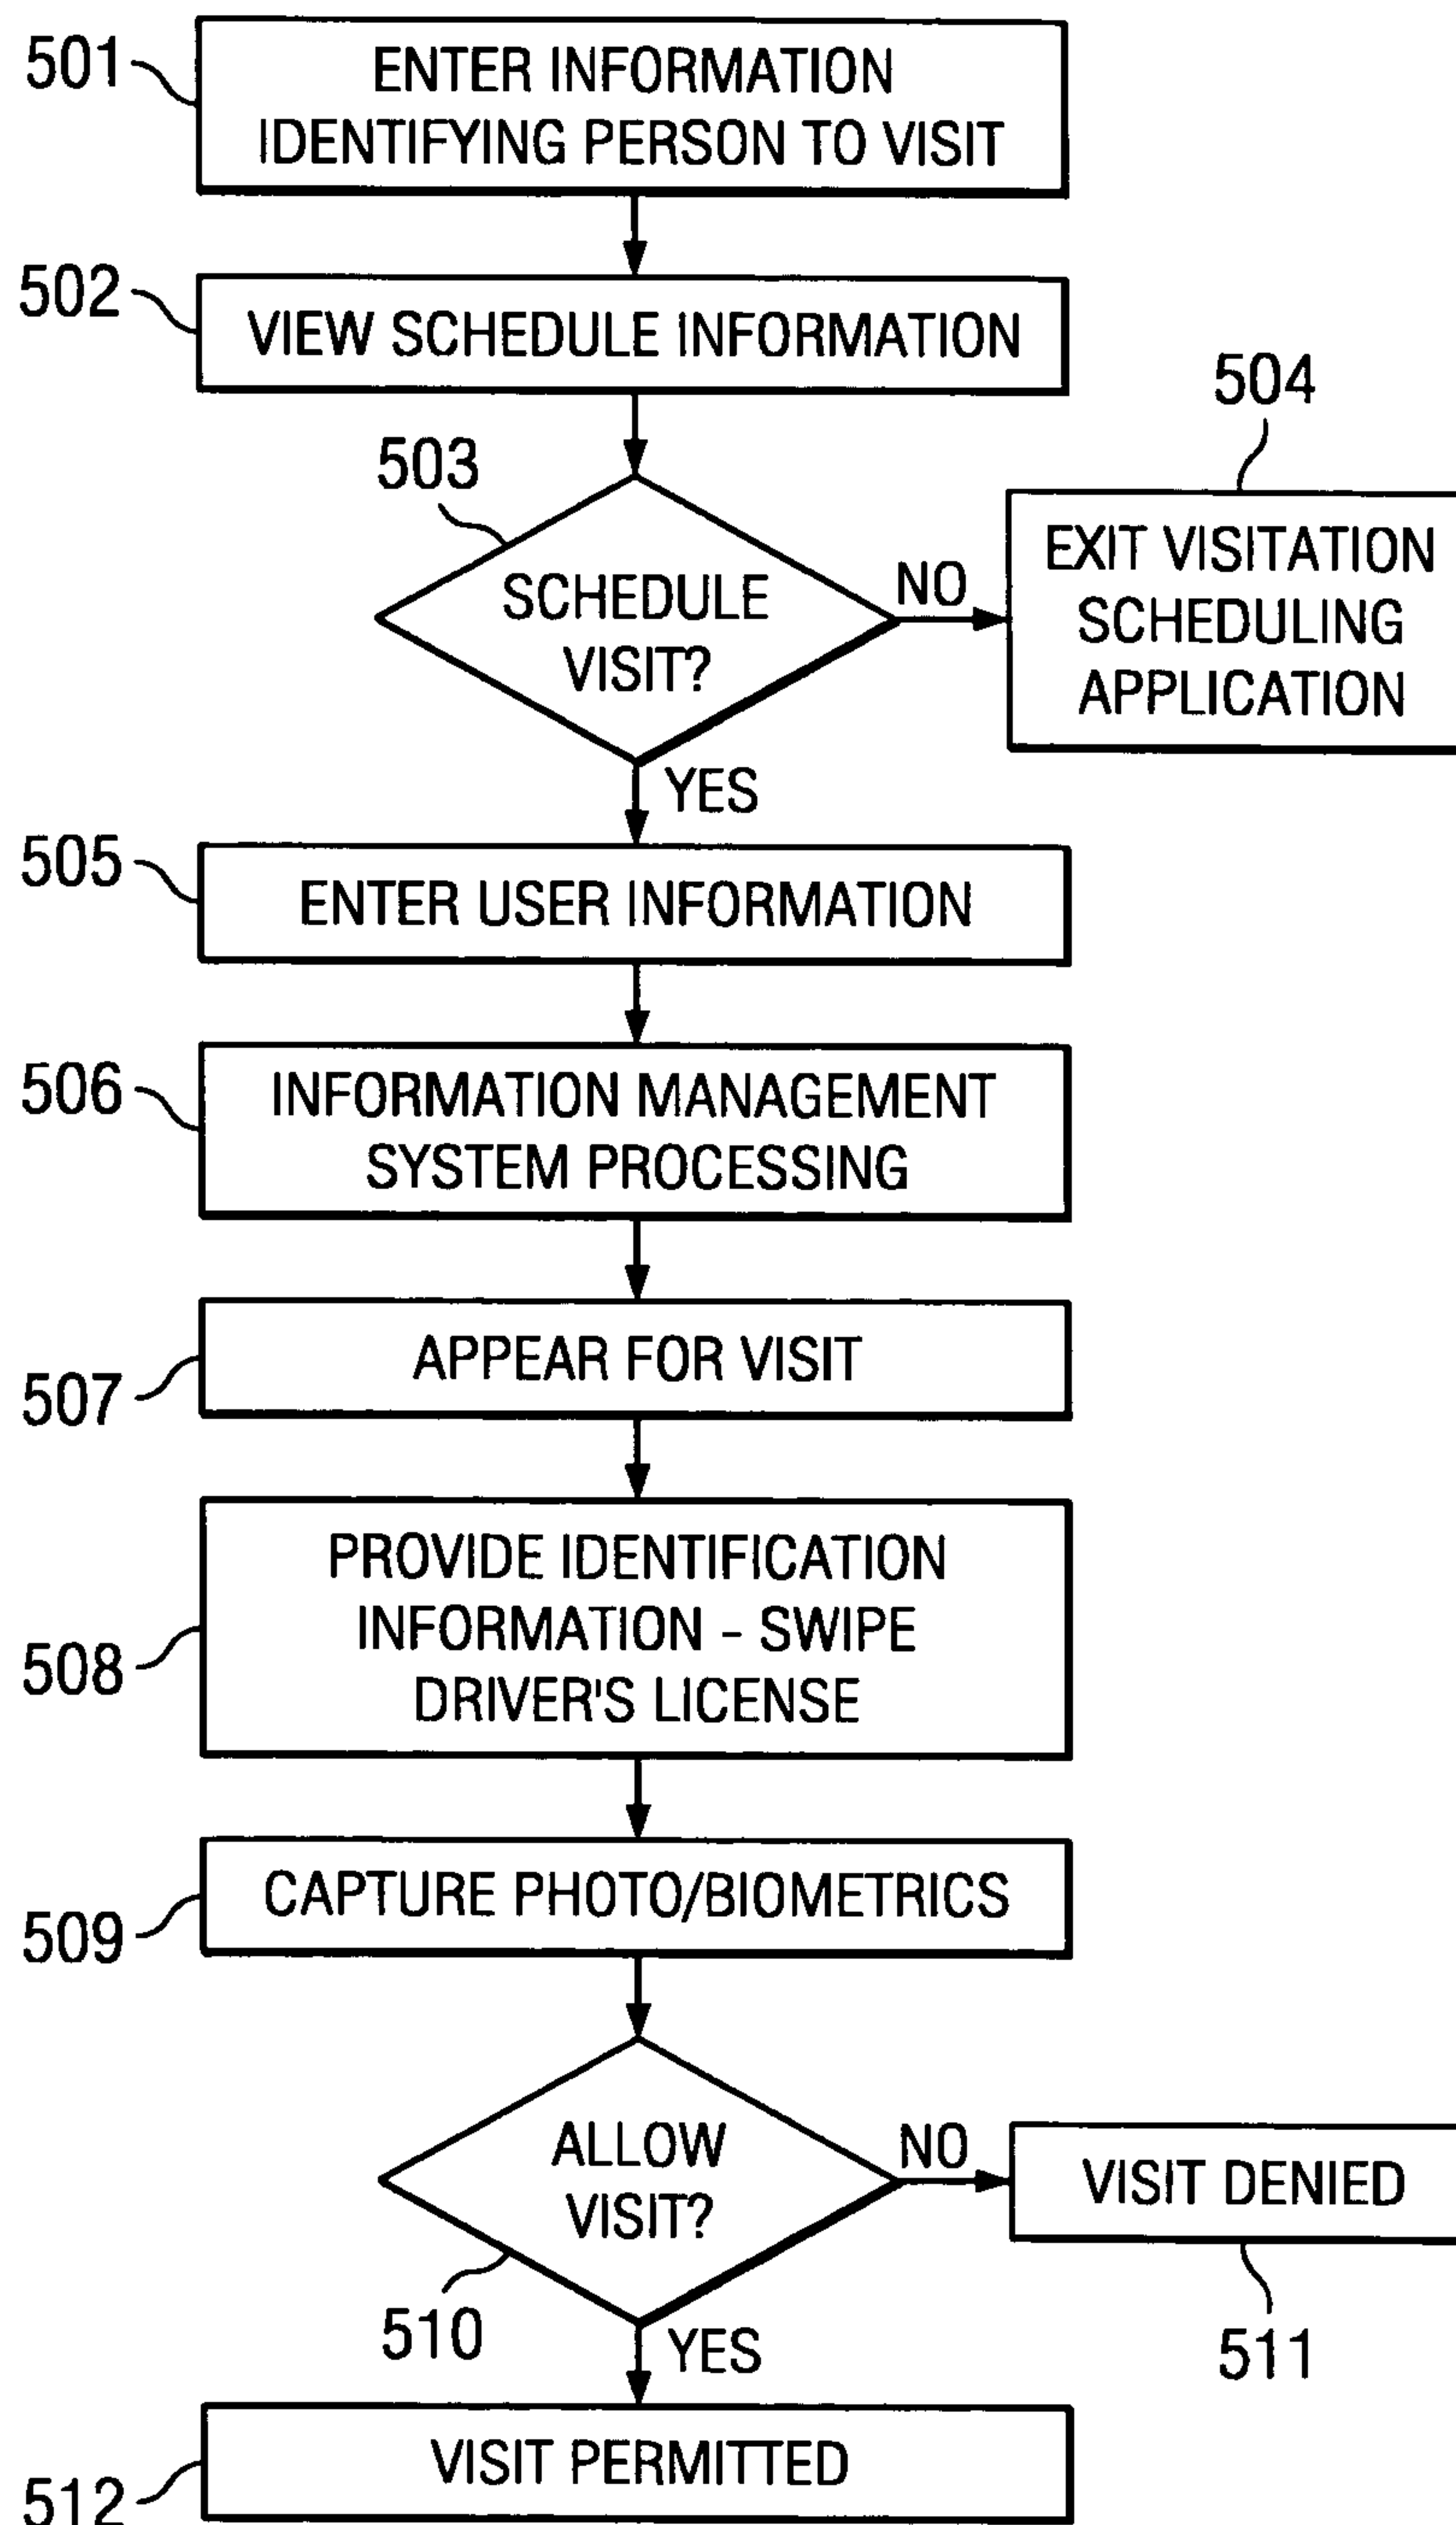 501
ENTER INFORMATION
IDENTIFYING PERSON TO VISIT
502
VIEW SCHEDULE INFORMATION
503
504
SCHEDULE
VISIT?
NO
EXIT VISITATION
SCHEDULING
APPLICATION
YES
505
ENTER USER INFORMATION
506
INFORMATION MANAGEMENT
SYSTEM PROCESSING
507
APPEAR FOR VISIT
508
PROVIDE IDENTIFICATION
INFORMATION - SWIPE
DRIVER'S LICENSE
509
CAPTURE PHOTO/BIOMETRICS
510
ALLOW
VISIT?
NO
VISIT DENIED
511
YES
512
VISIT PERMITTED